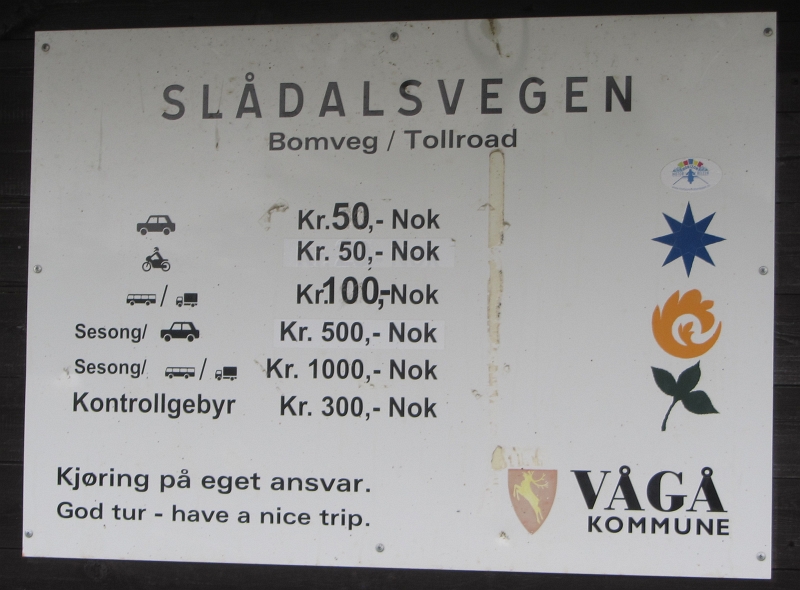 SLÅDALSVEGEN
Bomveg / Tollroad
Kr.50,- Nok
Kr. 50,- Nok
/ Kr.100,-Nok
Sesong/ Kr. 500,- Nok
Sesong/ / Kr. 1000,- Nok
Kontrollgebyr Kr. 300,- Nok
Kjøring på eget ansvar.
God tur - have a nice trip.
VÅGÅ
KOMMUNE